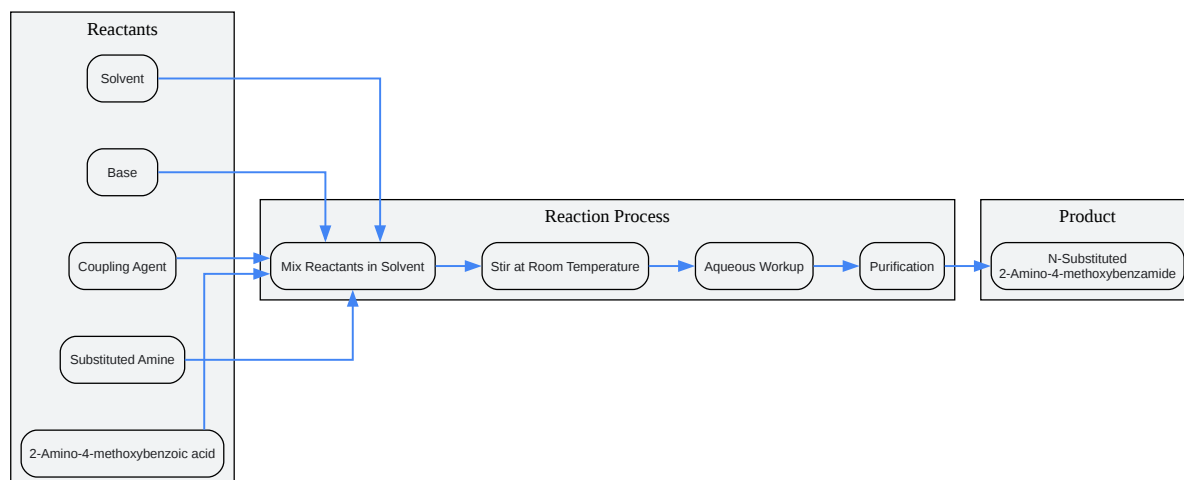 Reactants
Solvent
Base
Coupling Agent
Substituted Amine
2-Amino-4-methoxybenzoic acid
Reaction Process
Mix Reactants in Solvent
Stir at Room Temperature
Aqueous Workup
Purification
Product
N-Substituted
2-Amino-4-methoxybenzamide